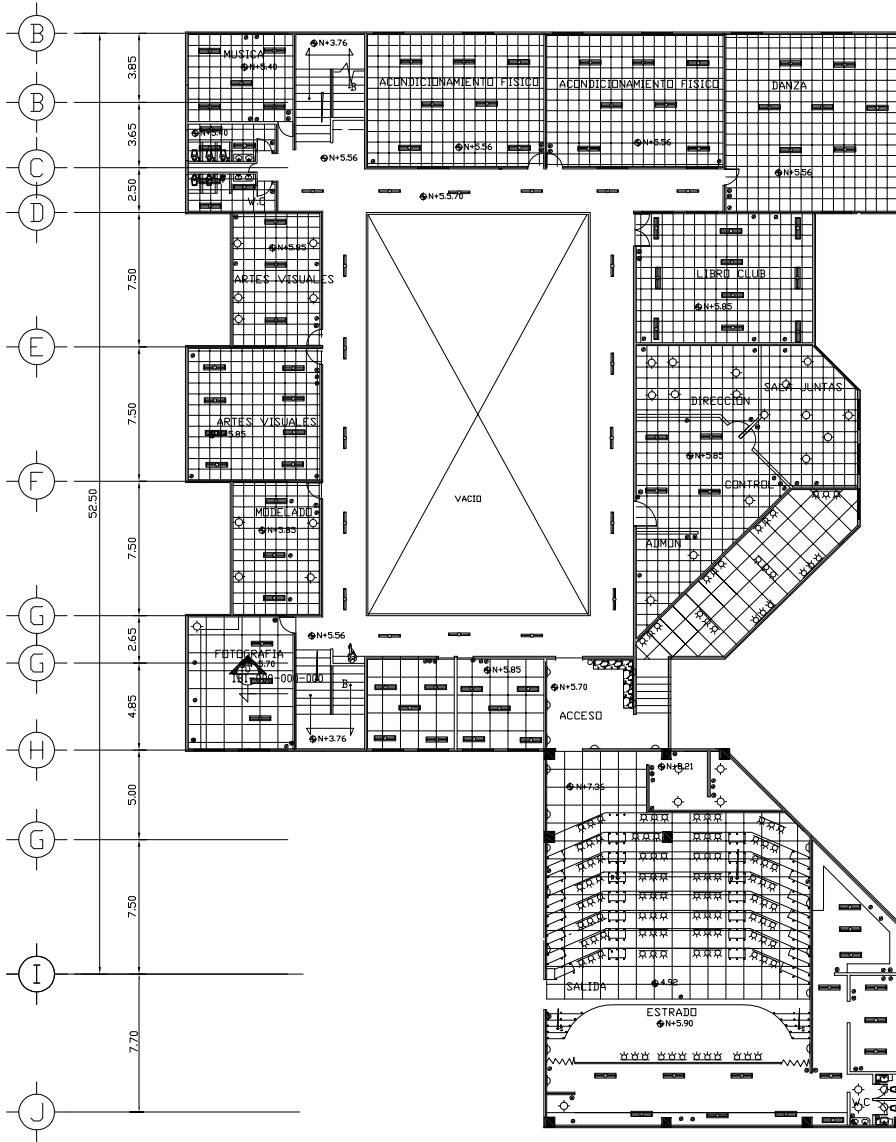 B
N+3.76
MUSICA
N+5.40
3.85
ACONDICIONAMIENTO FISICO
ACONDICIONAMIENTO FISICO
DANZA
B
B
3.65
N+5.40
N+5.56
N+5.56
N+5.56
C
N+5.56
2.50
W.C
N+5.5.70
D
N+5.85
7.50
ARTES VISUALES
LIBRO CLUB
N+5.85
E
SALA JUNTAS
DIRECCION
7.50
ARTES VISUALES
N+5.85
N+5.85
F
CONTROL
VACIO
52.50
MODELADO
N+5.85
7.50
ADMON
G
N+5.56
2.65
FOTOGRAFIA
N+5.70
G
N+5.85
N+5.70
B
4.85
ACCESO
N+3.76
H
N+8.21
N+7.36
5.00
G
7.50
I
4.92
SALIDA
ESTRADO
N+5.90
7.70
W.C
J